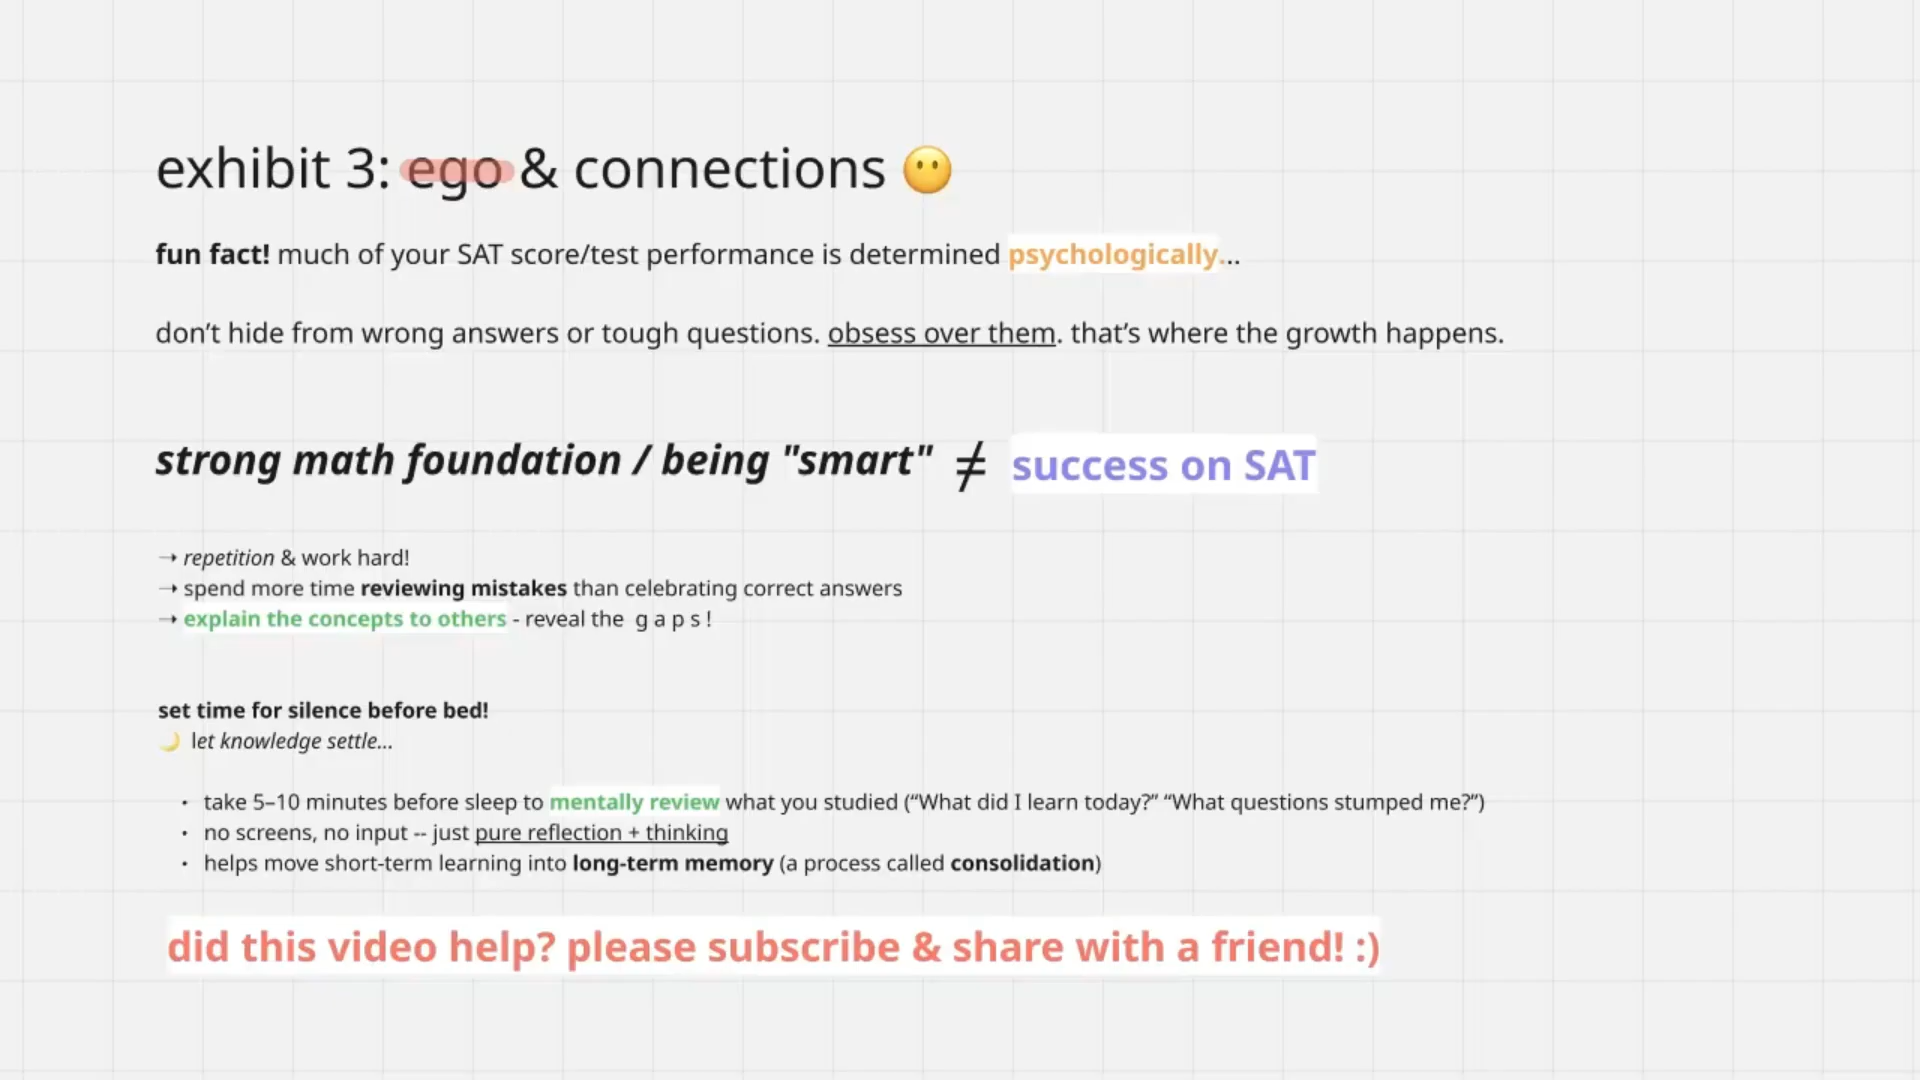 exhibit 3: ego & connections 😶
fun fact! much of your SAT score/test performance is determined psychologically...
don’t hide from wrong answers or tough questions. obsess over them. that’s where the growth happens.
strong math foundation / being "smart" ≠ success on SAT
→ repetition & work hard!
→ spend more time reviewing mistakes than celebrating correct answers
→ explain the concepts to others - reveal the g a p s !
set time for silence before bed!
🌙 let knowledge settle...
• take 5–10 minutes before sleep to mentally review what you studied (“What did I learn today?” “What questions stumped me?”)
• no screens, no input -- just pure reflection + thinking
• helps move short-term learning into long-term memory (a process called consolidation)
did this video help? please subscribe & share with a friend! :)